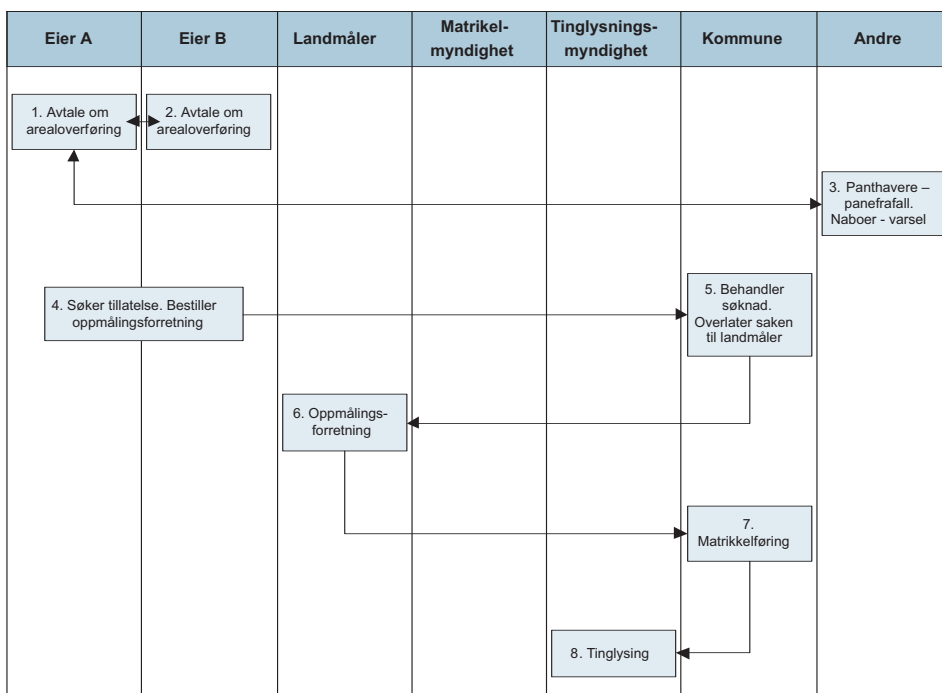 Eier A
Eier B
Landmåler
Matrikel-
myndighet
Tinglysnings-
myndighet
Kommune
Andre
1. Avtale om
arealoverføring
2. Avtale om
arealoverføring
3. Panthavere –
panefrafall.
Naboer - varsel
4. Søker tillatelse. Bestiller
oppmålingsforretning
5. Behandler
søknad.
Overlater saken
til landmåler
6. Oppmålings-
forretning
7.
Matrikkelføring
8. Tinglysing